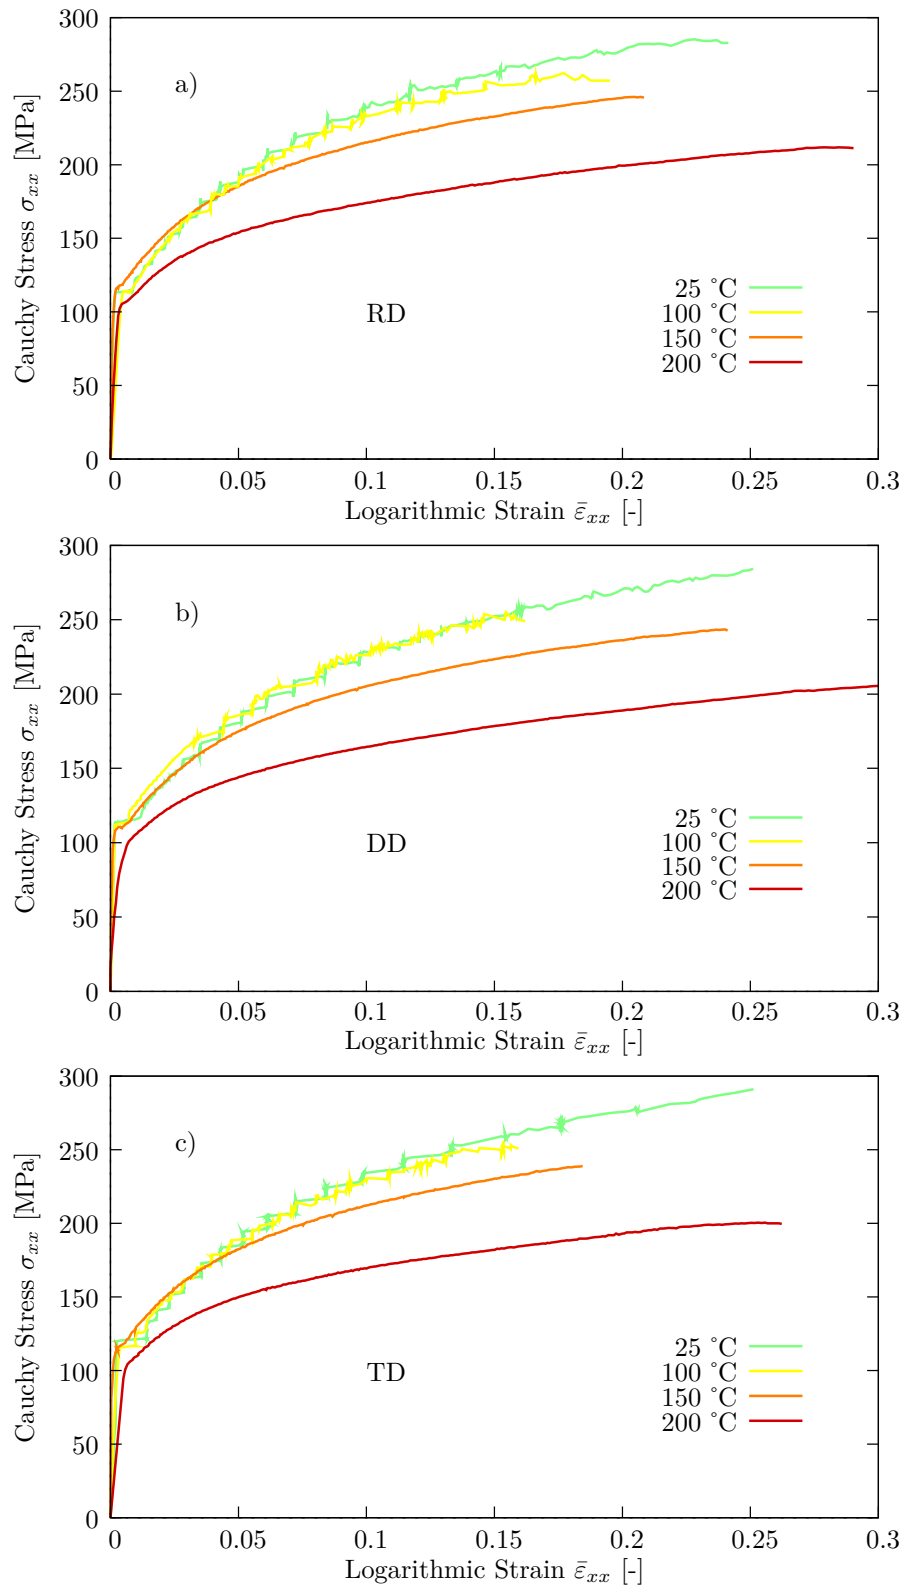 300
250
200
150
100
50
0
Cauchy Stress σxx [MPa]
a)
RD
25 °C
100 °C
150 °C
200 °C
0 0.05 0.1 0.15 0.2 0.25 0.3
Logarithmic Strain ε̄xx [-]
300
250
200
150
100
50
0
Cauchy Stress σxx [MPa]
b)
DD
25 °C
100 °C
150 °C
200 °C
0 0.05 0.1 0.15 0.2 0.25 0.3
Logarithmic Strain ε̄xx [-]
300
250
200
150
100
50
0
Cauchy Stress σxx [MPa]
c)
TD
25 °C
100 °C
150 °C
200 °C
0 0.05 0.1 0.15 0.2 0.25 0.3
Logarithmic Strain ε̄xx [-]